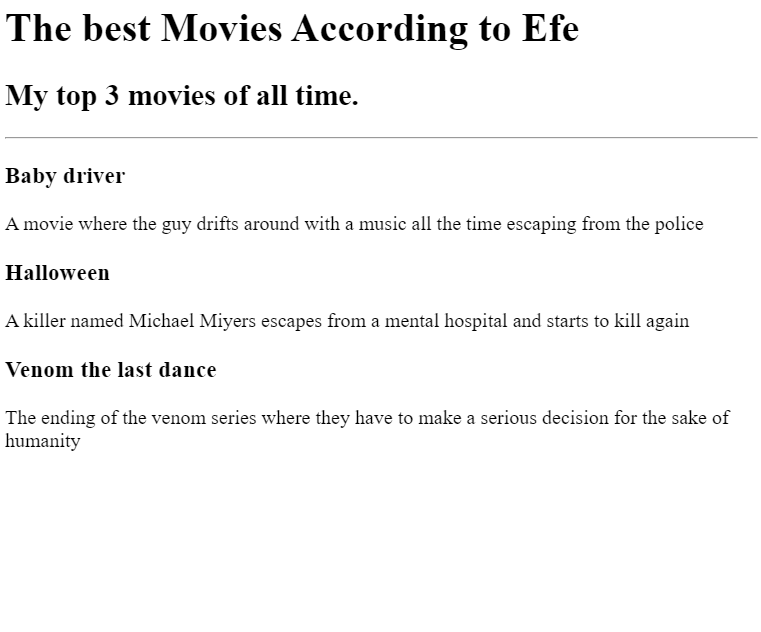 The best Movies According to Efe
My top 3 movies of all time.
Baby driver
A movie where the guy drifts around with a music all the time escaping from the police
Halloween
A killer named Michael Miyers escapes from a mental hospital and starts to kill again
Venom the last dance
The ending of the venom series where they have to make a serious decision for the sake of
humanity